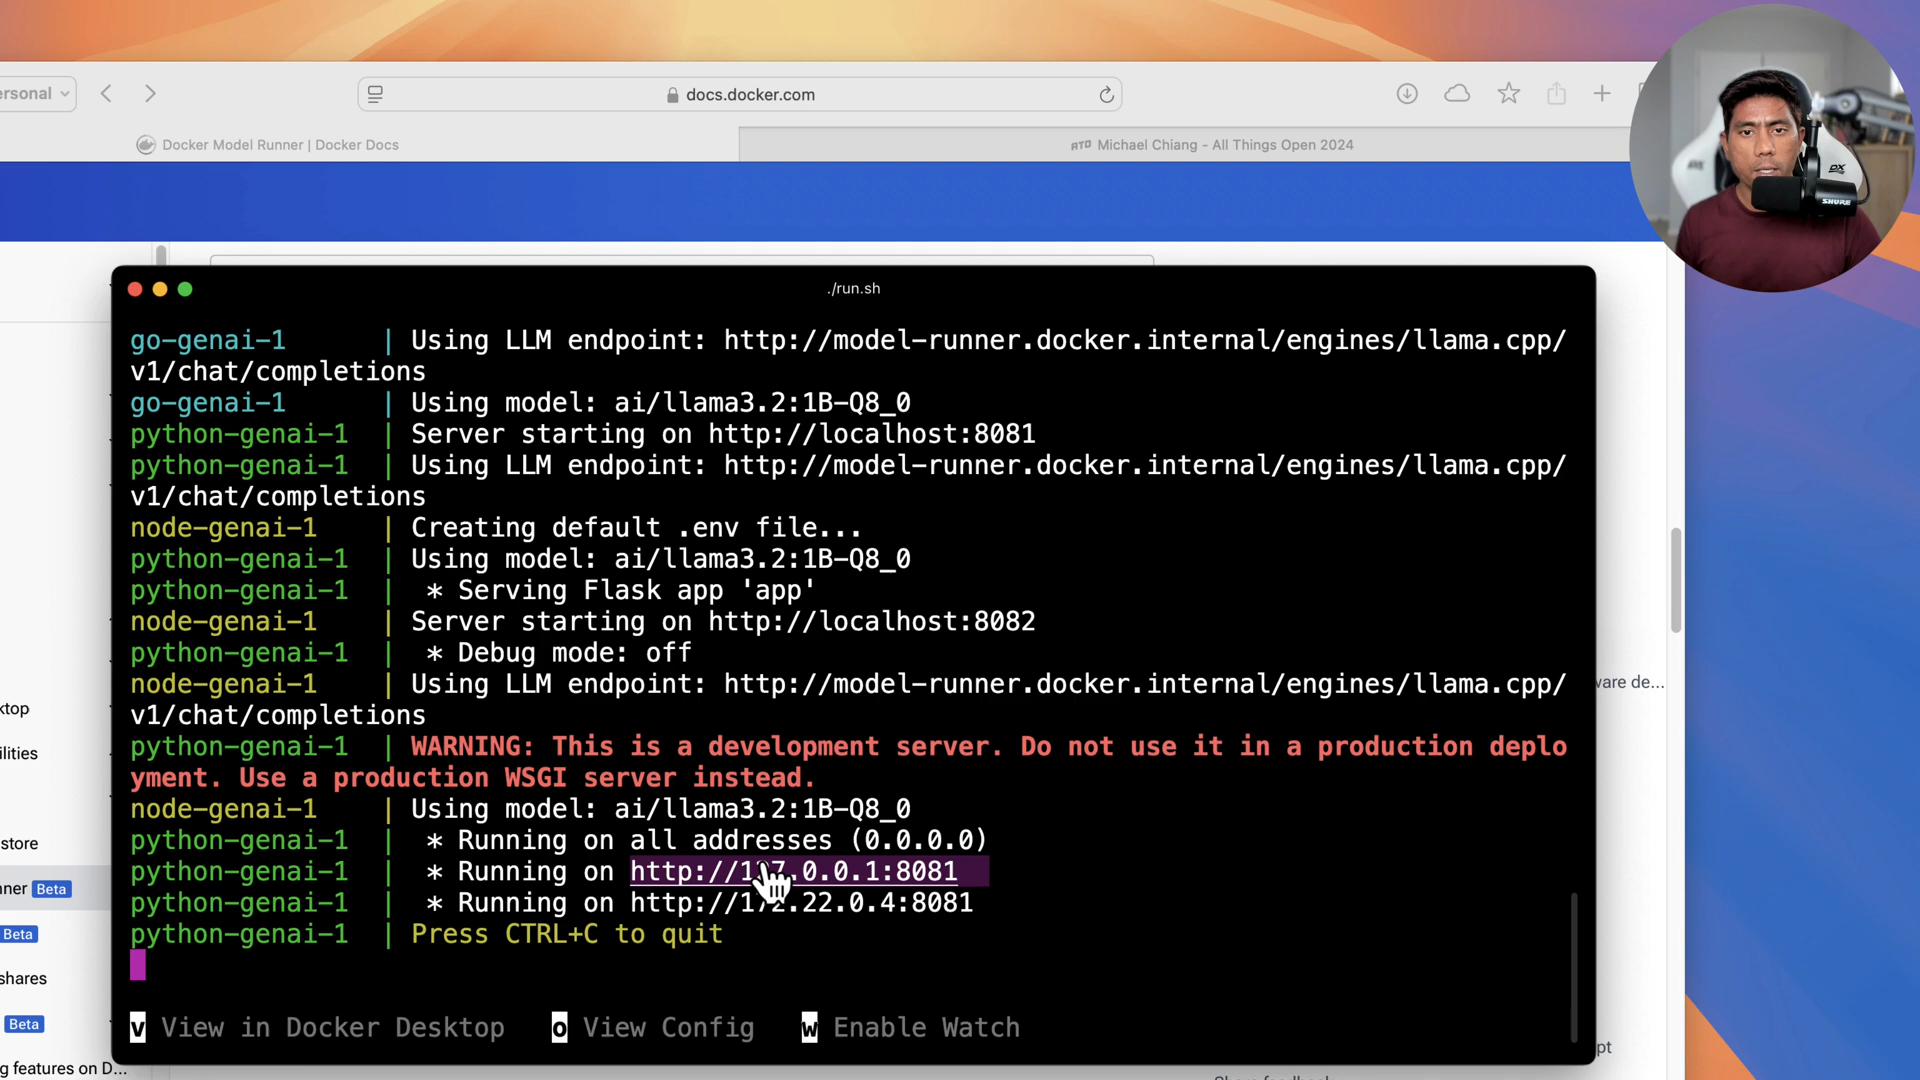 ersonal
docs.docker.com
Docker Model Runner | Docker Docs
ATO Michael Chiang - All Things Open 2024
./run.sh
go-genai-1 | Using LLM endpoint: http://model-runner.docker.internal/engines/llama.cpp/
v1/chat/completions
go-genai-1 | Using model: ai/llama3.2:1B-Q8_0
python-genai-1 | Server starting on http://localhost:8081
python-genai-1 | Using LLM endpoint: http://model-runner.docker.internal/engines/llama.cpp/
v1/chat/completions
node-genai-1 | Creating default .env file...
python-genai-1 | Using model: ai/llama3.2:1B-Q8_0
python-genai-1 | * Serving Flask app 'app'
node-genai-1 | Server starting on http://localhost:8082
python-genai-1 | * Debug mode: off
node-genai-1 | Using LLM endpoint: http://model-runner.docker.internal/engines/llama.cpp/
v1/chat/completions
python-genai-1 | WARNING: This is a development server. Do not use it in a production deplo
yment. Use a production WSGI server instead.
node-genai-1 | Using model: ai/llama3.2:1B-Q8_0
python-genai-1 | * Running on all addresses (0.0.0.0)
python-genai-1 | * Running on http://127.0.0.1:8081
python-genai-1 | * Running on http://172.22.0.4:8081
python-genai-1 | Press CTRL+C to quit
v View in Docker Desktop o View Config w Enable Watch
ktop
ilities
store
nner Beta
Beta
shares
Beta
g features on D...
ware de...
pt
SHURE
DX